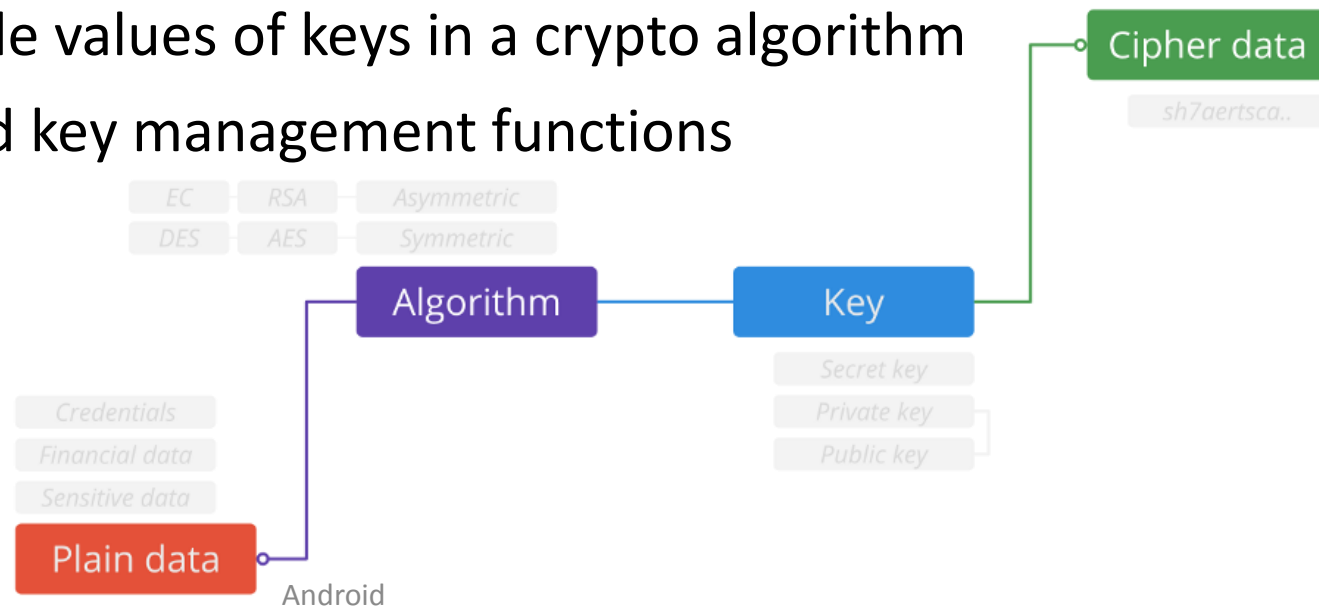 le values of keys in a crypto algorithm
d key management functions
Cipher data
sh7aertsca..
EC RSA Asymmetric
DES AES Symmetric
Algorithm Key
Secret key
Private key
Public key
Credentials
Financial data
Sensitive data
Plain data
Android